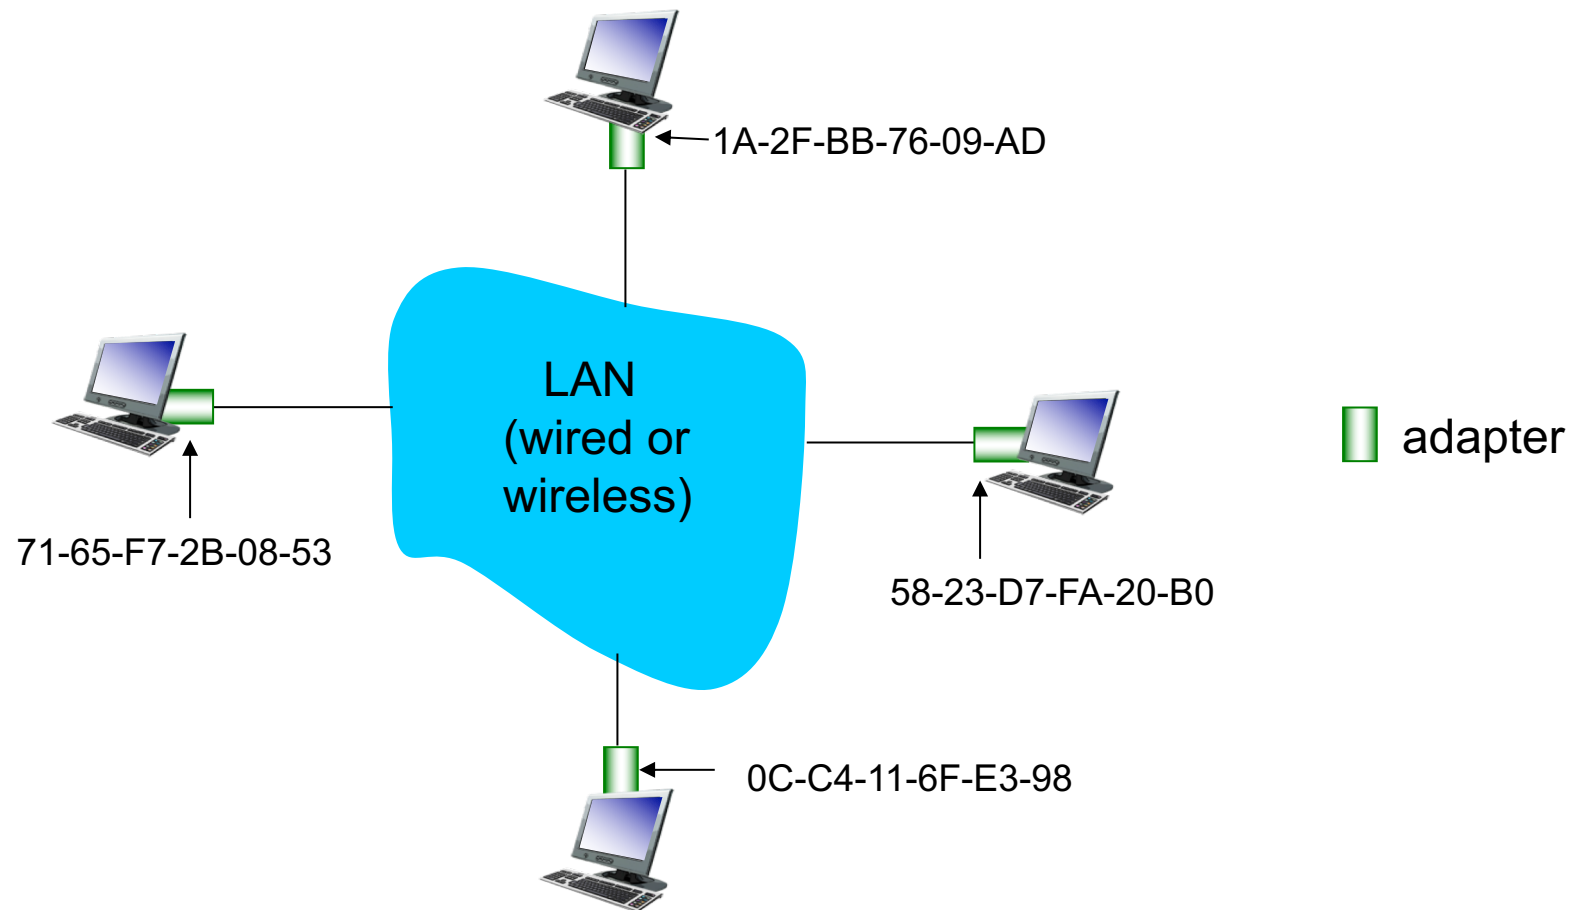 1A-2F-BB-76-09-AD
LAN
(wired or
wireless)
adapter
71-65-F7-2B-08-53
58-23-D7-FA-20-B0
0C-C4-11-6F-E3-98